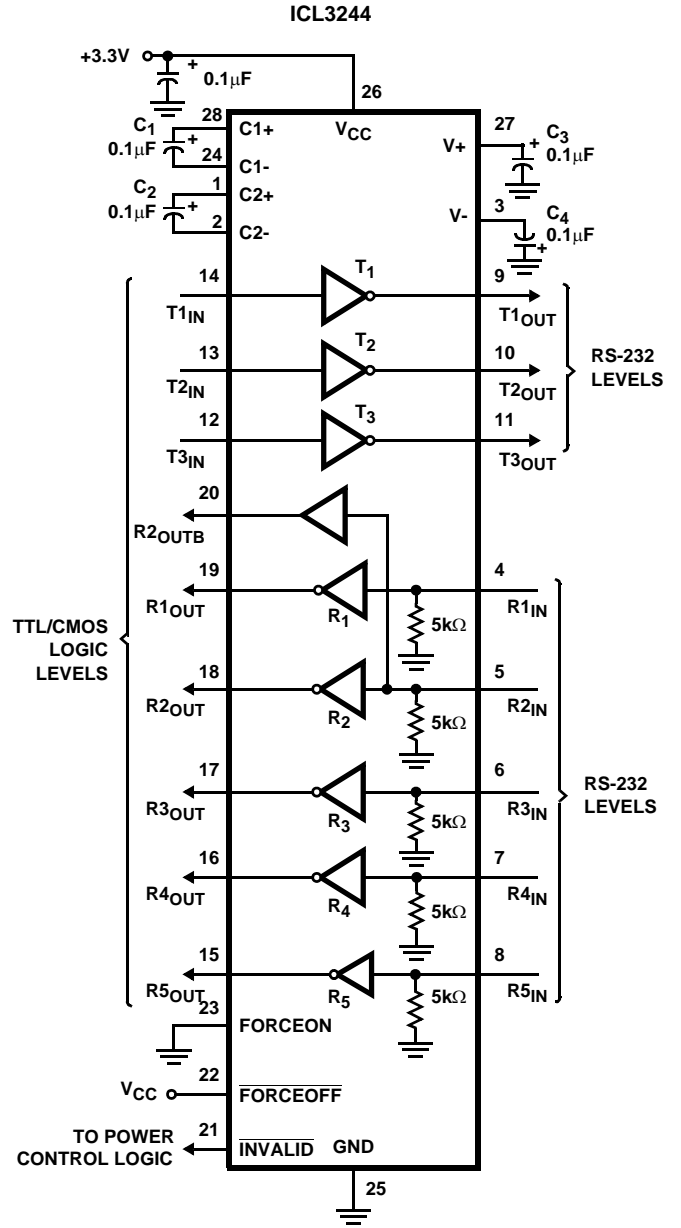 ICL3244
+3.3V
+
0.1μF
26
28
C1
0.1μF
+
C1+
VCC
27
V+
+
C3
0.1μF
24
C1-
1
C2
0.1μF
+
C2+
2
C2-
3
V-
C4
0.1μF
+
14
T1IN
T1
9
T1OUT
13
T2IN
T2
10
T2OUT
RS-232
LEVELS
12
T3IN
T3
11
T3OUT
20
R2OUTB
19
R1OUT
R1
5kΩ
4
R1IN
TTL/CMOS
LOGIC
LEVELS
18
R2OUT
R2
5kΩ
5
R2IN
17
R3OUT
R3
5kΩ
6
R3IN
RS-232
LEVELS
16
R4OUT
R4
5kΩ
7
R4IN
15
R5OUT
R5
5kΩ
8
R5IN
23
FORCEON
VCC
22
FORCEOFF
21
TO POWER
CONTROL LOGIC
INVALID
GND
25